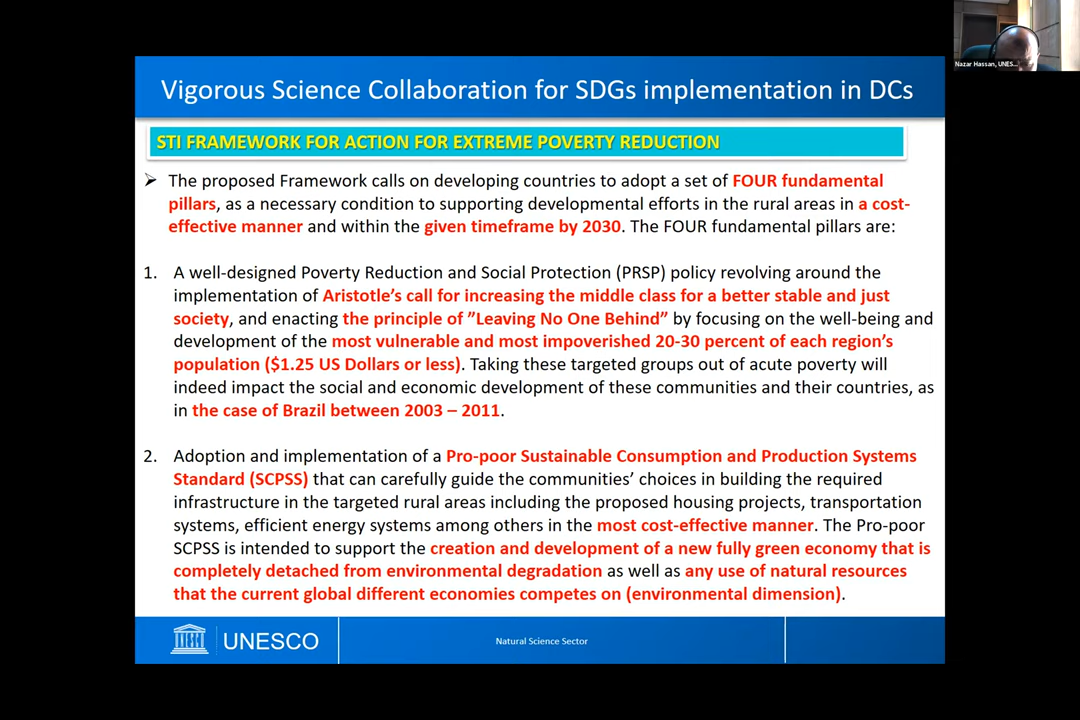 Nazar Hassan, UNES...
Vigorous Science Collaboration for SDGs implementation in DCs
STI FRAMEWORK FOR ACTION FOR EXTREME POVERTY REDUCTION
➢ The proposed Framework calls on developing countries to adopt a set of FOUR fundamental
pillars, as a necessary condition to supporting developmental efforts in the rural areas in a cost-
effective manner and within the given timeframe by 2030. The FOUR fundamental pillars are:
1. A well-designed Poverty Reduction and Social Protection (PRSP) policy revolving around the
implementation of Aristotle’s call for increasing the middle class for a better stable and just
society, and enacting the principle of ”Leaving No One Behind” by focusing on the well-being and
development of the most vulnerable and most impoverished 20-30 percent of each region’s
population ($1.25 US Dollars or less). Taking these targeted groups out of acute poverty will
indeed impact the social and economic development of these communities and their countries, as
in the case of Brazil between 2003 – 2011.
2. Adoption and implementation of a Pro-poor Sustainable Consumption and Production Systems
Standard (SCPSS) that can carefully guide the communities’ choices in building the required
infrastructure in the targeted rural areas including the proposed housing projects, transportation
systems, efficient energy systems among others in the most cost-effective manner. The Pro-poor
SCPSS is intended to support the creation and development of a new fully green economy that is
completely detached from environmental degradation as well as any use of natural resources
that the current global different economies competes on (environmental dimension).
UNESCO
Natural Science Sector